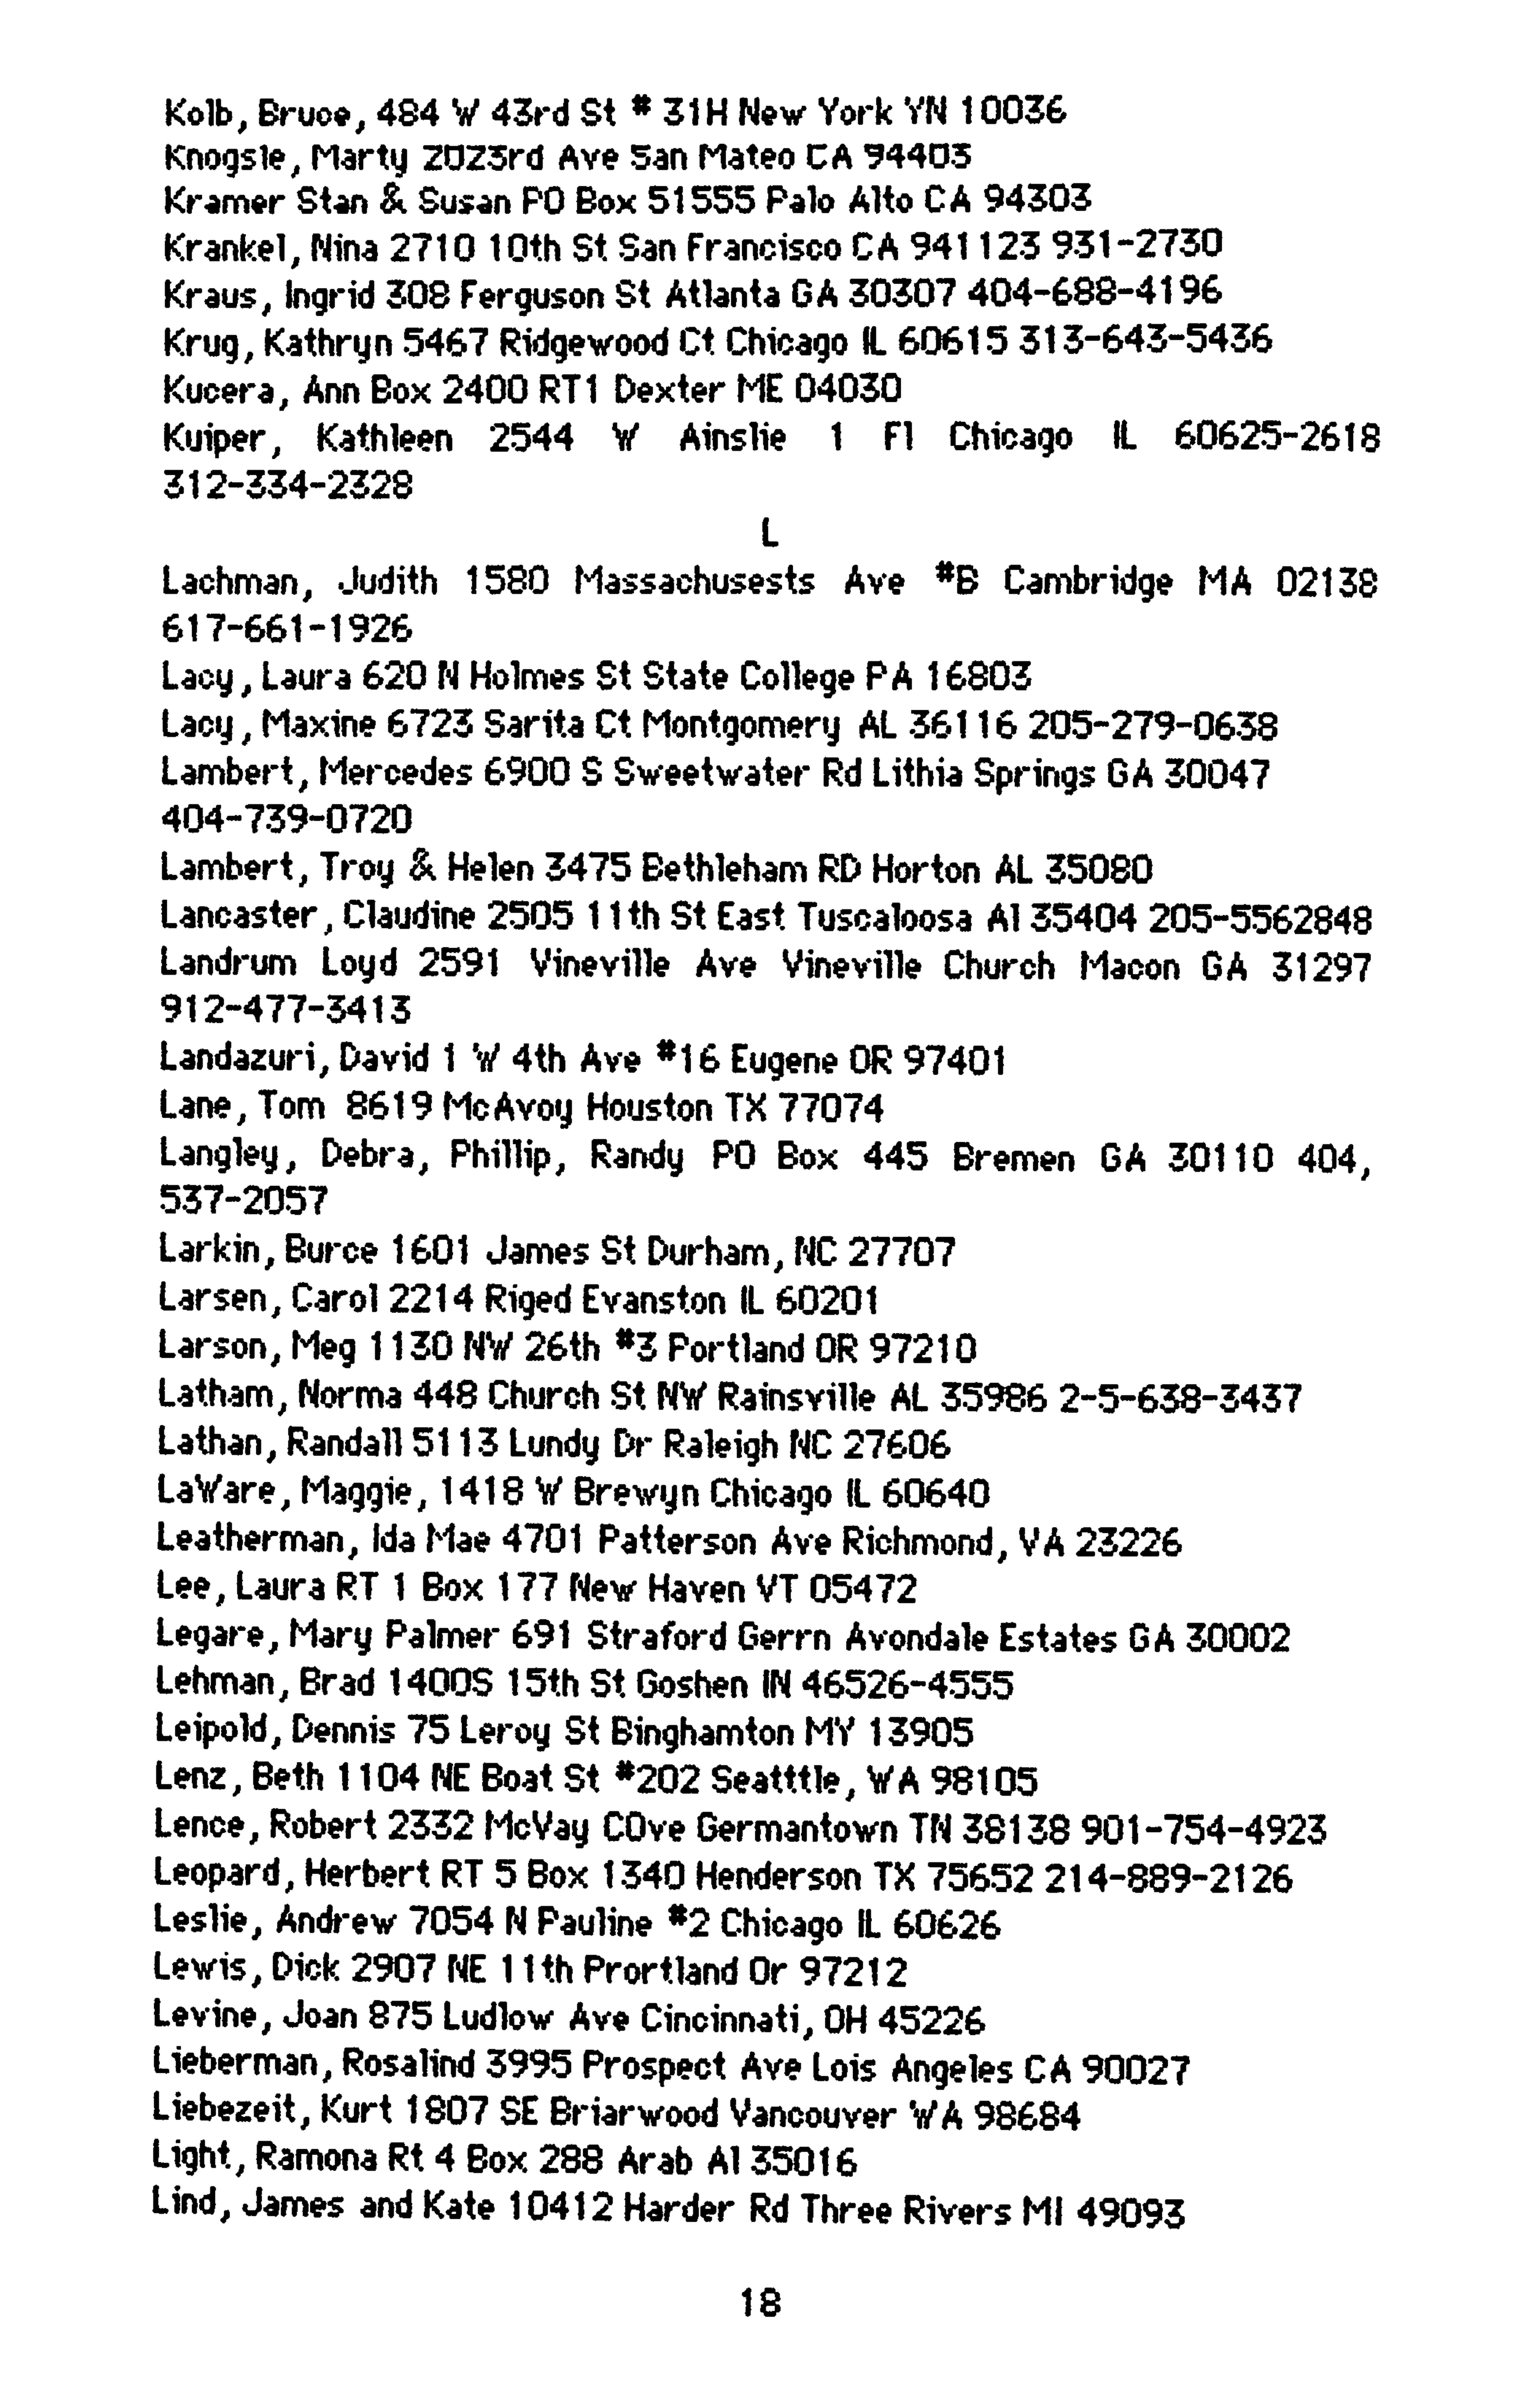 Kolb, Bruce, 484 W 43rd St # 31H New York YN 10036
Knogsle, Marty 2023rd Ave San Mateo CA 94403
Kramer Stan & Susan PO Box 51555 Palo Alto CA 94303
Krankel, Nina 2710 10th St San Francisco CA 941123 931-2730
Kraus, Ingrid 308 Ferguson St Atlanta GA 30307 404-688-4196
Krug, Kathryn 5467 Ridgewood Ct Chicago IL 60615 313-643-5436
Kucera, Ann Box 2400 RT1 Dexter ME 04030
Kuiper, Kathleen 2544 W Ainslie 1 Fl Chicago IL 60625-2618
312-334-2328
L
Lachman, Judith 1580 Massachusests Ave #B Cambridge MA 02138
617-661-1926
Lacy, Laura 620 N Holmes St State College PA 16803
Lacy, Maxine 6723 Sarita Ct Montgomery AL 36116 205-279-0638
Lambert, Mercedes 6900 S Sweetwater Rd Lithia Springs GA 30047
404-739-0720
Lambert, Troy & Helen 3475 Bethleham RD Horton AL 35080
Lancaster, Claudine 2505 11th St East Tuscaloosa Al 35404 205-5562848
Landrum Loyd 2591 Vineville Ave Vineville Church Macon GA 31297
912-477-3413
Landazuri, David 1 W 4th Ave #16 Eugene OR 97401
Lane, Tom 8619 McAvoy Houston TX 77074
Langley, Debra, Phillip, Randy PO Box 445 Bremen GA 30110 404,
537-2057
Larkin, Burce 1601 James St Durham, NC 27707
Larsen, Carol 2214 Riged Evanston IL 60201
Larson, Meg 1130 NW 26th #3 Portland OR 97210
Latham, Norma 448 Church St NW Rainsville AL 35986 2-5-638-3437
Lathan, Randall 5113 Lundy Dr Raleigh NC 27606
LaWare, Maggie, 1418 W Brewyn Chicago IL 60640
Leatherman, Ida Mae 4701 Patterson Ave Richmond, VA 23226
Lee, Laura RT 1 Box 177 New Haven VT 05472
Legare, Mary Palmer 691 Straford Gerrn Avondale Estates GA 30002
Lehman, Brad 1400S 15th St Goshen IN 46526-4555
Leipold, Dennis 75 Leroy St Binghamton MY 13905
Lenz, Beth 1104 NE Boat St #202 Seatttle, WA 98105
Lence, Robert 2332 McVay COve Germantown TN 38138 901-754-4923
Leopard, Herbert RT 5 Box 1340 Henderson TX 75652 214-889-2126
Leslie, Andrew 7054 N Pauline #2 Chicago IL 60626
Lewis, Dick 2907 NE 11th Prortland Or 97212
Levine, Joan 875 Ludlow Ave Cincinnati, OH 45226
Lieberman, Rosalind 3995 Prospect Ave Lois Angeles CA 90027
Liebezeit, Kurt 1807 SE Briarwood Vancouver WA 98684
Light, Ramona Rt 4 Box 288 Arab Al 35016
Lind, James and Kate 10412 Harder Rd Three Rivers MI 49093
18